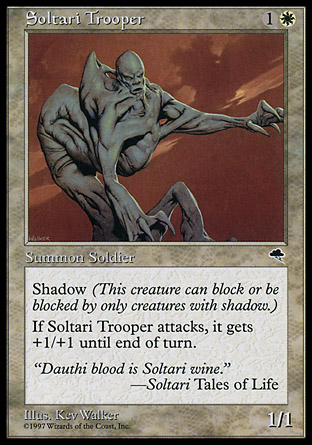 Soltari Trooper 1
WALKER
Summon Soldier
Shadow (This creature can block or be
blocked by only creatures with shadow.)
If Soltari Trooper attacks, it gets
+1/+1 until end of turn.
“Dauthi blood is Soltari wine.”
—Soltari Tales of Life
Illus. Kev Walker
©1997 Wizards of the Coast, Inc.
1/1